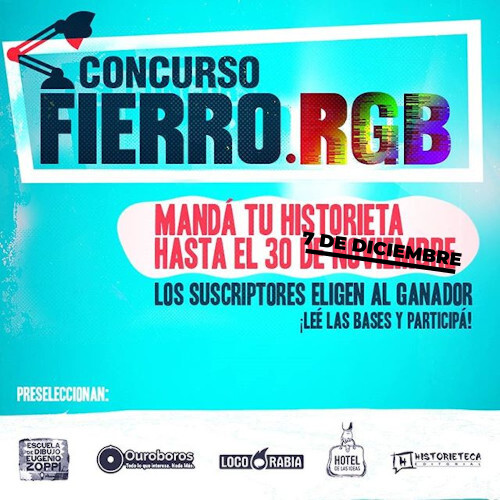 CONCURSO
FIERRO.RGB
MANDÁ TU HISTORIETA
7 DE DICIEMBRE
HASTA EL 30 DE NOVIEMBRE
LOS SUSCRIPTORES ELIGEN AL GANADOR
¡LEÉ LAS BASES Y PARTICIPÁ!
PRESELECCIONAN:
ESCUELA
DE DIBUJO
EUGENIO
ZOPPI
Ouroboros
Todo lo que interesa. Nada más.
LOCO RABIA
HOTEL
DE LAS IDEAS
H
HISTORIETECA
EDITORIAL